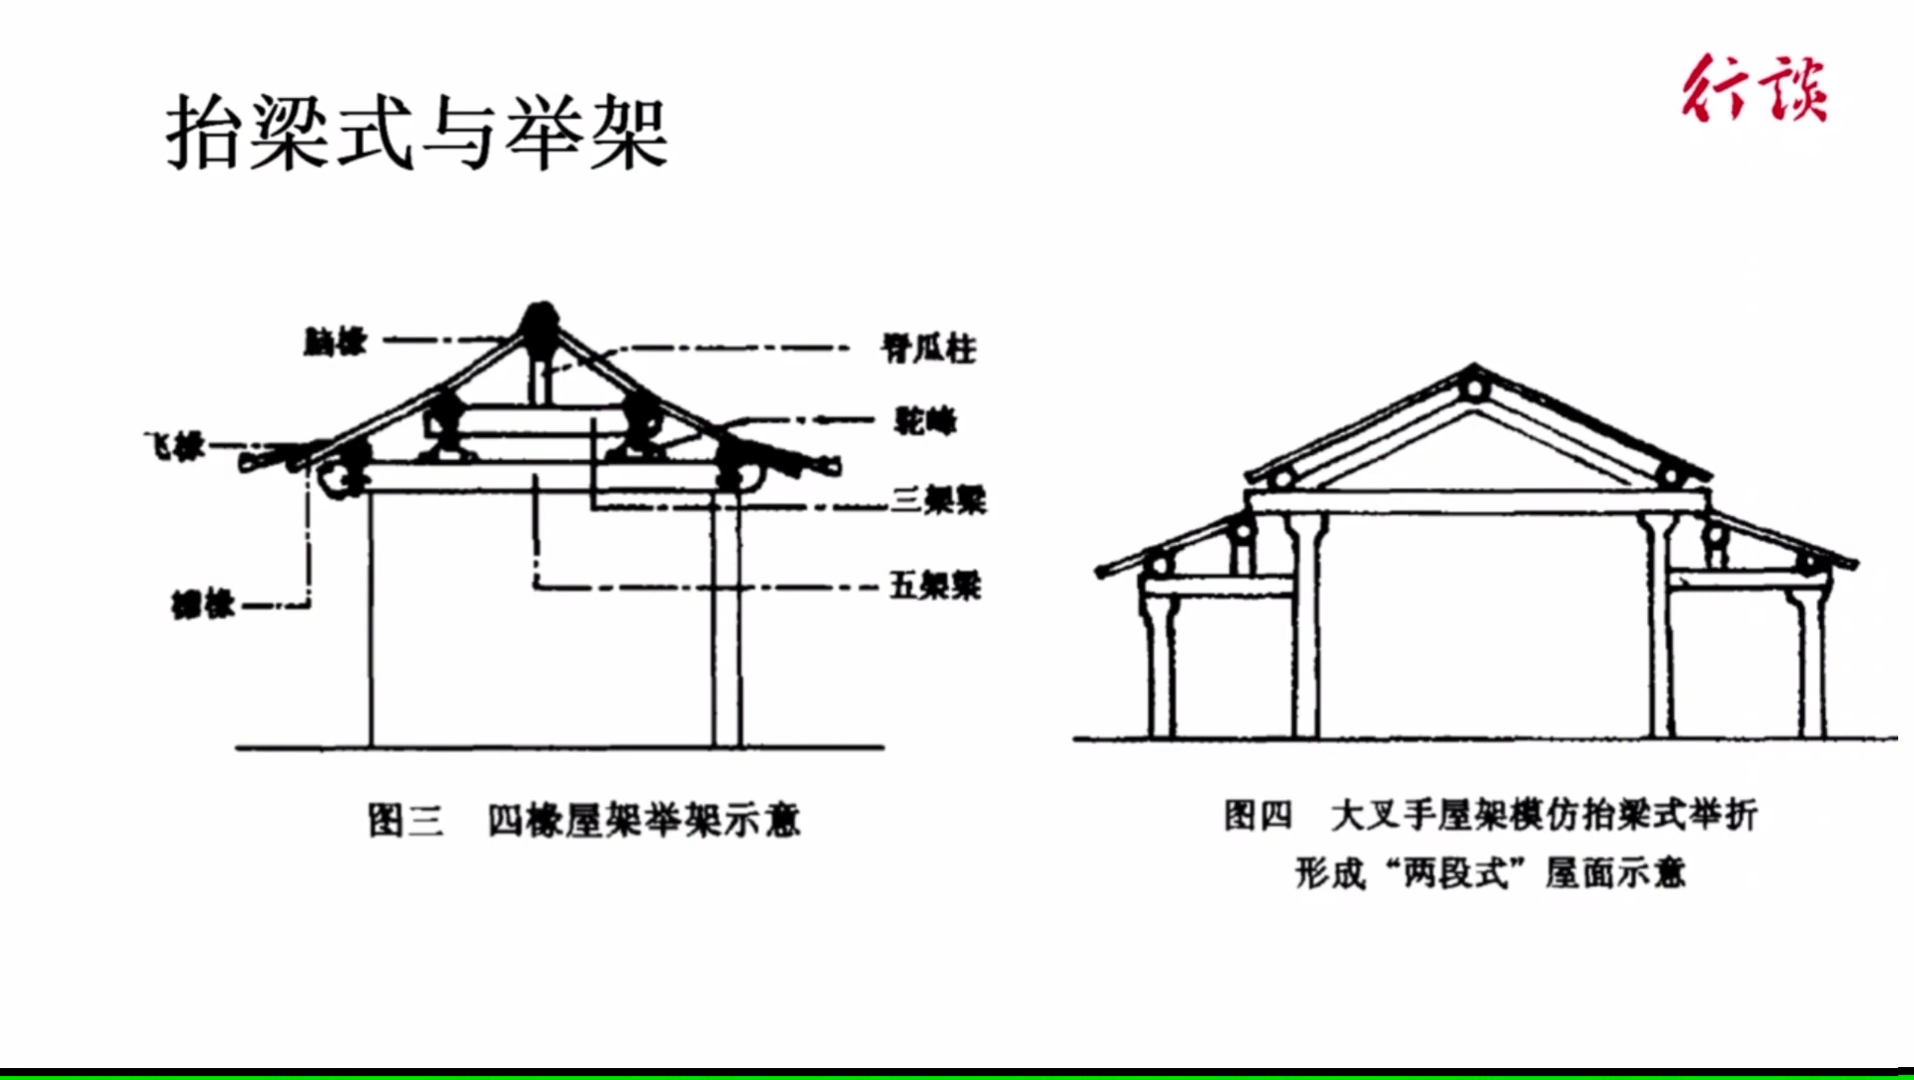 行談
抬梁式与举架
脑椽
脊瓜柱
驼峰
飞椽
三架梁
五架梁
檐椽
图三 四椽屋架举架示意
图四 大叉手屋架模仿抬梁式举折
形成“两段式”屋面示意